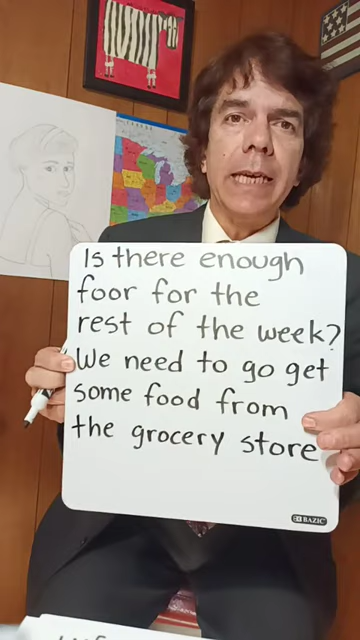 Is there enough
foor for the
rest of the week?
We need to go get
some food from
the grocery store
BAZIC